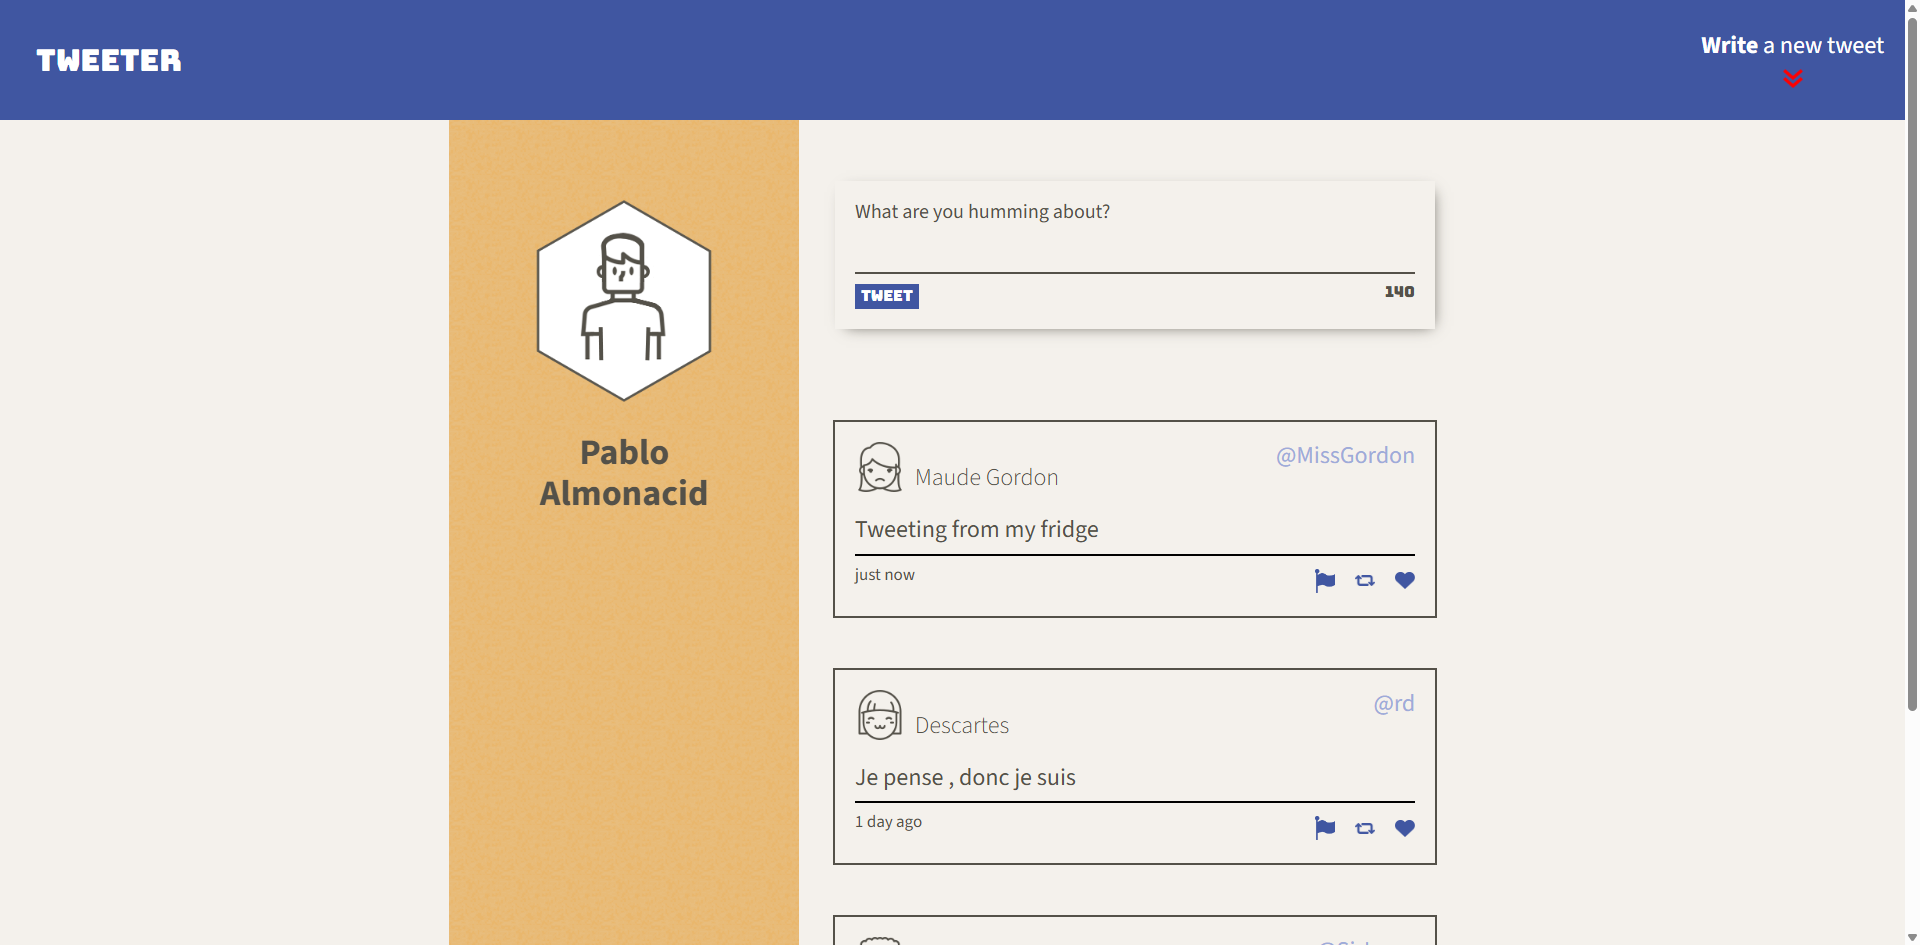 TWEETER
Write a new tweet
Pablo
Almonacid
What are you humming about?
TWEET
140
Maude Gordon
@MissGordon
Tweeting from my fridge
just now
Descartes
@rd
Je pense , donc je suis
1 day ago